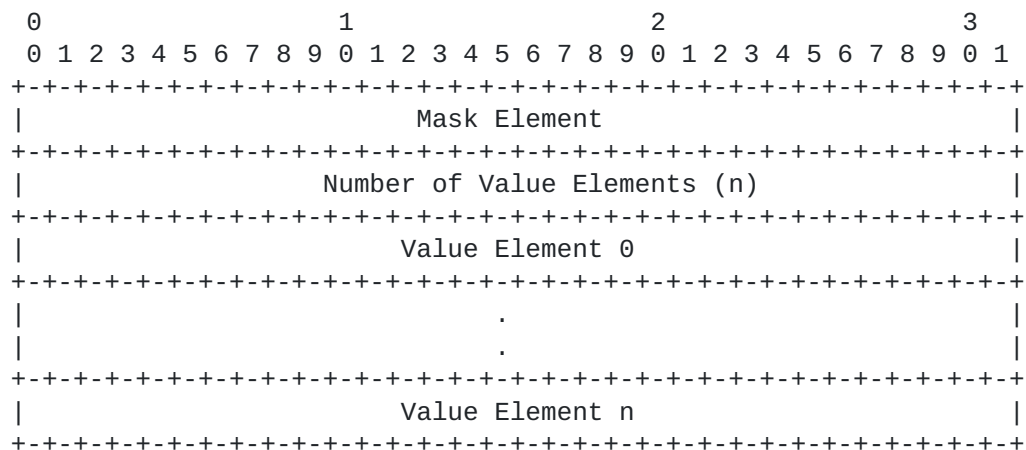 0                   1                   2                   3
 0 1 2 3 4 5 6 7 8 9 0 1 2 3 4 5 6 7 8 9 0 1 2 3 4 5 6 7 8 9 0 1
+-+-+-+-+-+-+-+-+-+-+-+-+-+-+-+-+-+-+-+-+-+-+-+-+-+-+-+-+-+-+-+-+
|                         Mask Element                          |
+-+-+-+-+-+-+-+-+-+-+-+-+-+-+-+-+-+-+-+-+-+-+-+-+-+-+-+-+-+-+-+-+
|                   Number of Value Elements (n)                |
+-+-+-+-+-+-+-+-+-+-+-+-+-+-+-+-+-+-+-+-+-+-+-+-+-+-+-+-+-+-+-+-+
|                        Value Element 0                        |
+-+-+-+-+-+-+-+-+-+-+-+-+-+-+-+-+-+-+-+-+-+-+-+-+-+-+-+-+-+-+-+-+
|                              .                                |
|                              .                                |
+-+-+-+-+-+-+-+-+-+-+-+-+-+-+-+-+-+-+-+-+-+-+-+-+-+-+-+-+-+-+-+-+
|                        Value Element n                        |
+-+-+-+-+-+-+-+-+-+-+-+-+-+-+-+-+-+-+-+-+-+-+-+-+-+-+-+-+-+-+-+-+